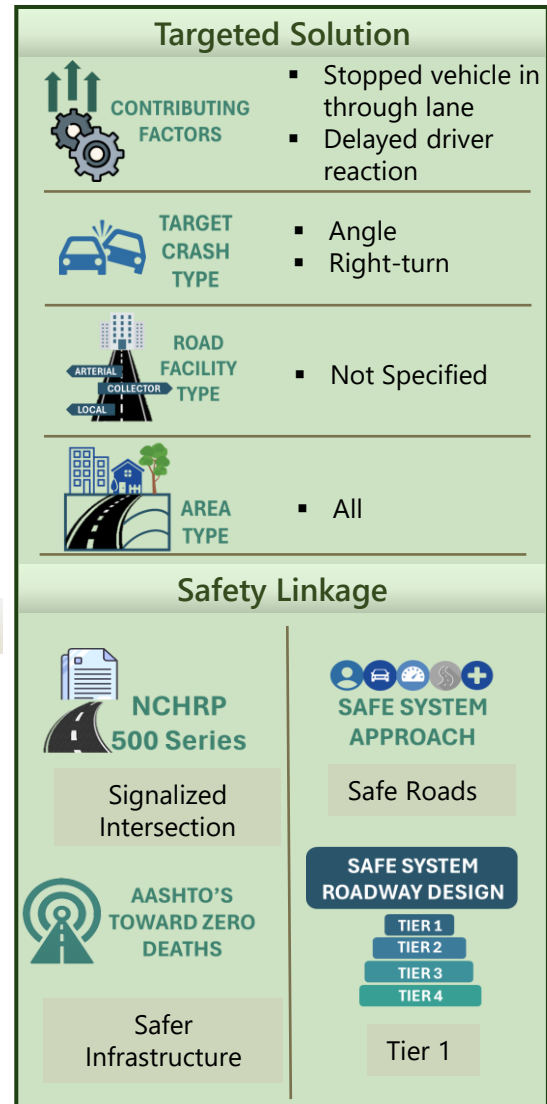 Targeted Solution
CONTRIBUTING
FACTORS
▪ Stopped vehicle in
through lane
▪ Delayed driver
reaction
TARGET
CRASH
TYPE
▪ Angle
▪ Right-turn
ARTERIAL
COLLECTOR
LOCAL
ROAD
FACILITY
TYPE
▪ Not Specified
AREA
TYPE
▪ All
Safety Linkage
NCHRP
500 Series
Signalized
Intersection
SAFE SYSTEM
APPROACH
Safe Roads
AASHTO'S
TOWARD ZERO
DEATHS
Safer
Infrastructure
SAFE SYSTEM
ROADWAY DESIGN
TIER 1
TIER 2
TIER 3
TIER 4
Tier 1